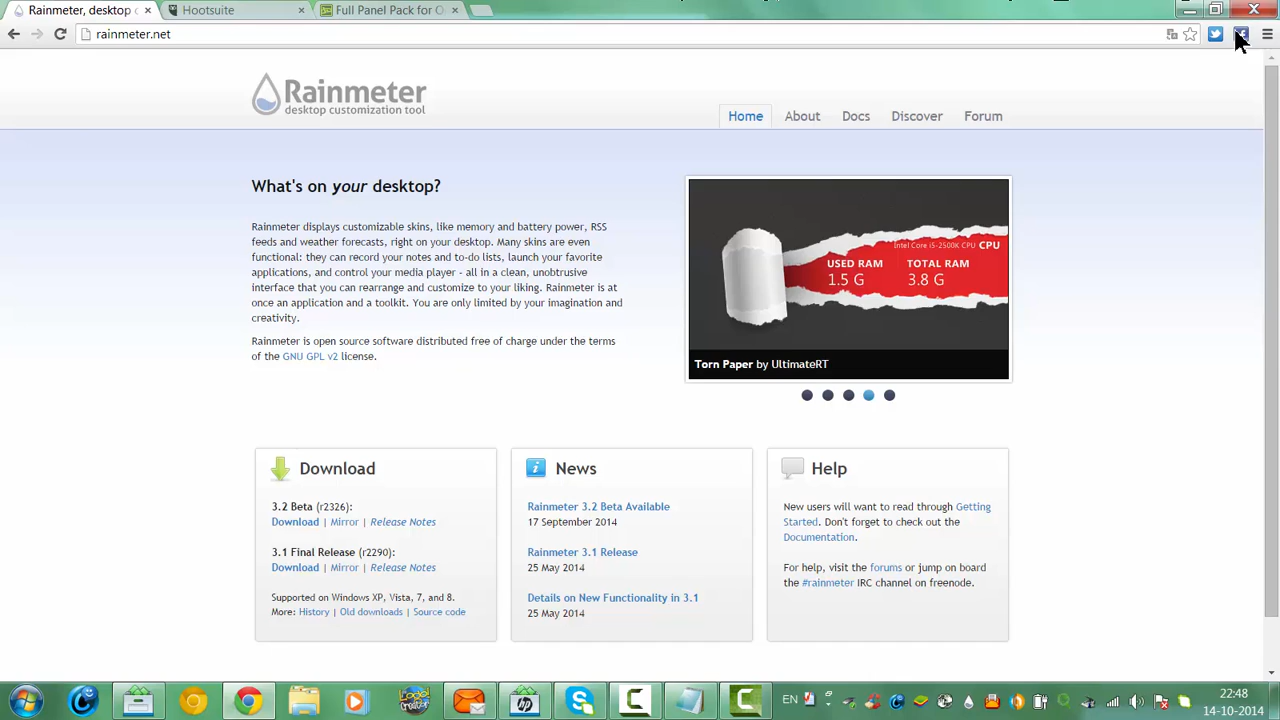 Rainmeter, desktop c
Hootsuite
Full Panel Pack for O
rainmeter.net
Rainmeter
desktop customization tool
Home About Docs Discover Forum
What's on your desktop?
Rainmeter displays customizable skins, like memory and battery power, RSS
feeds and weather forecasts, right on your desktop. Many skins are even
functional: they can record your notes and to-do lists, launch your favorite
applications, and control your media player - all in a clean, unobtrusive
interface that you can rearrange and customize to your liking. Rainmeter is at
once an application and a toolkit. You are only limited by your imagination and
creativity.
Rainmeter is open source software distributed free of charge under the terms
of the GNU GPL v2 license.
Intel Core i5-2500K CPU CPU
USED RAM TOTAL RAM
1.5 G 3.8 G
Torn Paper by UltimateRT
Download
3.2 Beta (r2326):
Download | Mirror | Release Notes
3.1 Final Release (r2290):
Download | Mirror | Release Notes
Supported on Windows XP, Vista, 7, and 8.
More: History | Old downloads | Source code
News
Rainmeter 3.2 Beta Available
17 September 2014
Rainmeter 3.1 Release
25 May 2014
Details on New Functionality in 3.1
25 May 2014
Help
New users will want to read through Getting
Started. Don't forget to check out the
Documentation.
For help, visit the forums or jump on board
the #rainmeter IRC channel on freenode.
EN
22:48
14-10-2014